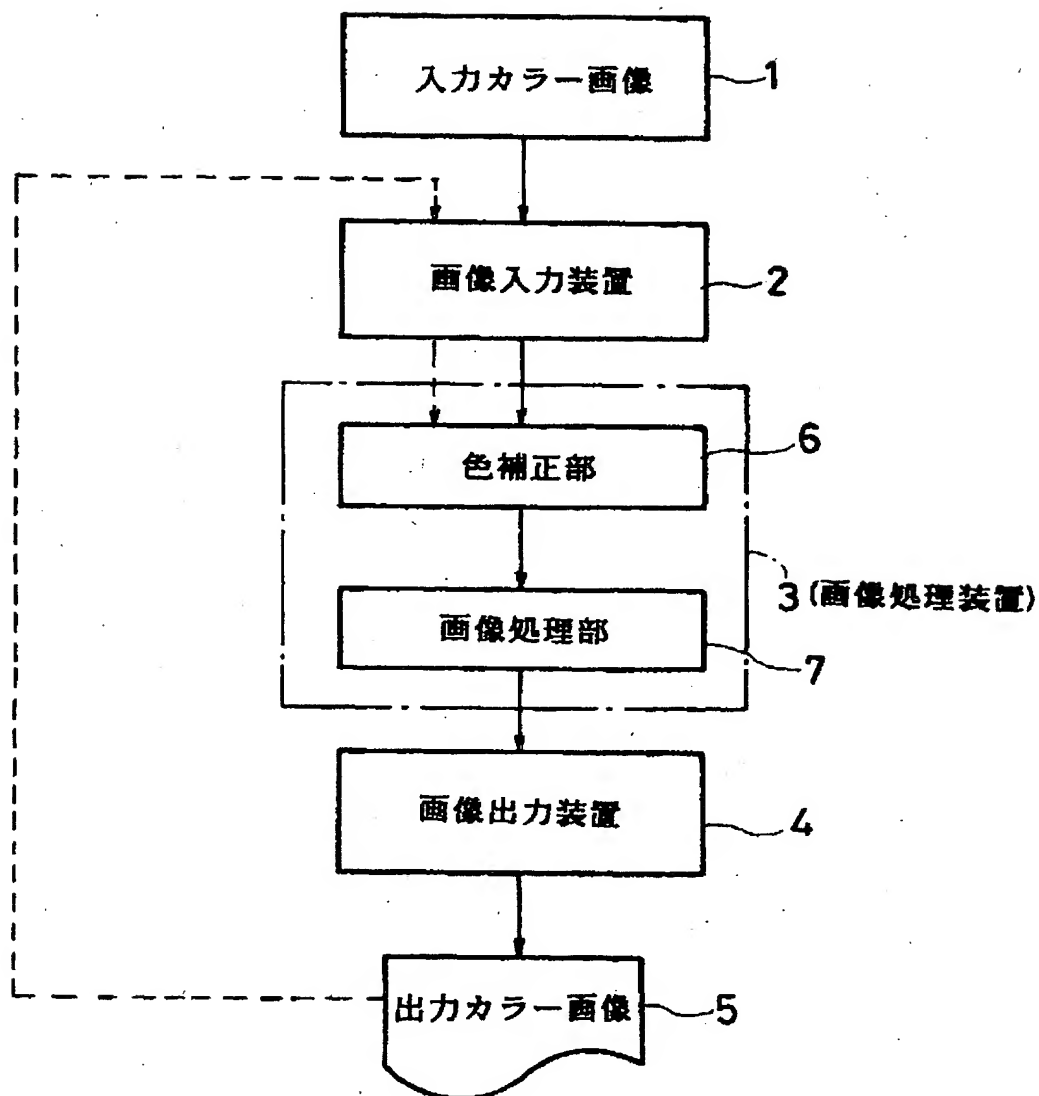 入力カラー画像
1
画像入力装置
2
色補正部
6
3(画像処理装置)
画像処理部
7
画像出力装置
4
出力カラー画像
5